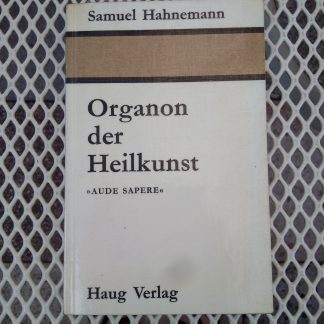 Samuel Hahnemann
Organon
der
Heilkunst
»AUDE SAPERE«
Haug Verlag